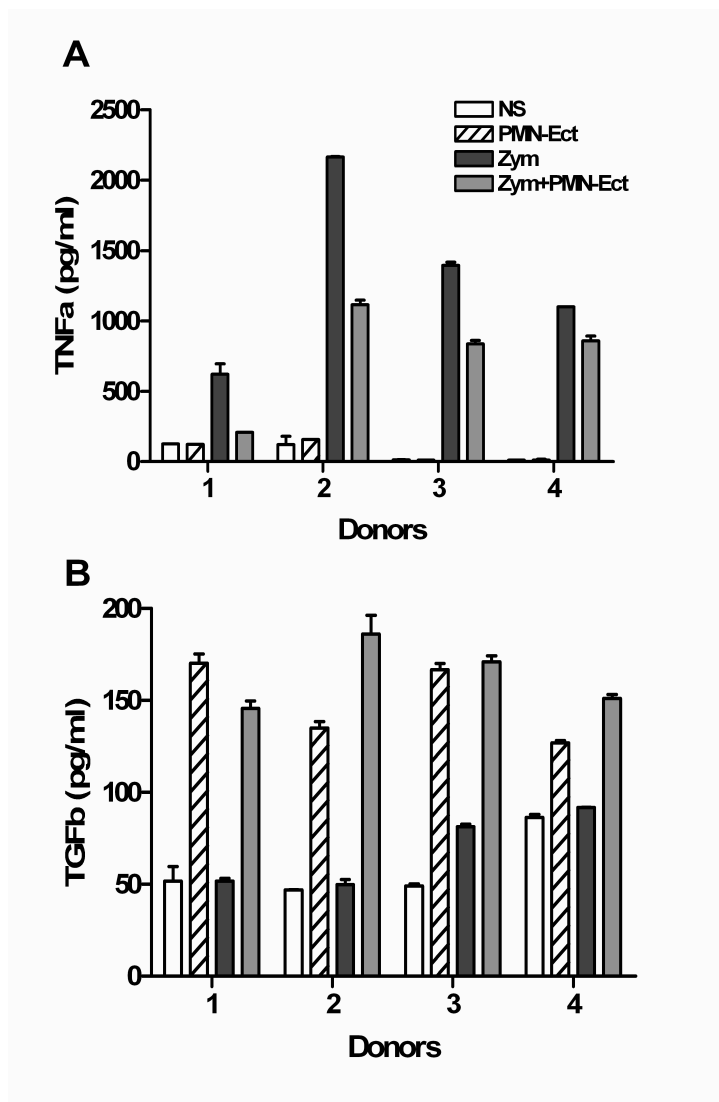 A
2500
2000
1500
1000
500
0
TNFa (pg/ml)
NS
PMN-Ect
Zym
Zym+PMN-Ect
1 2 3 4
Donors
B
200
150
100
50
0
TGFb (pg/ml)
1 2 3 4
Donors